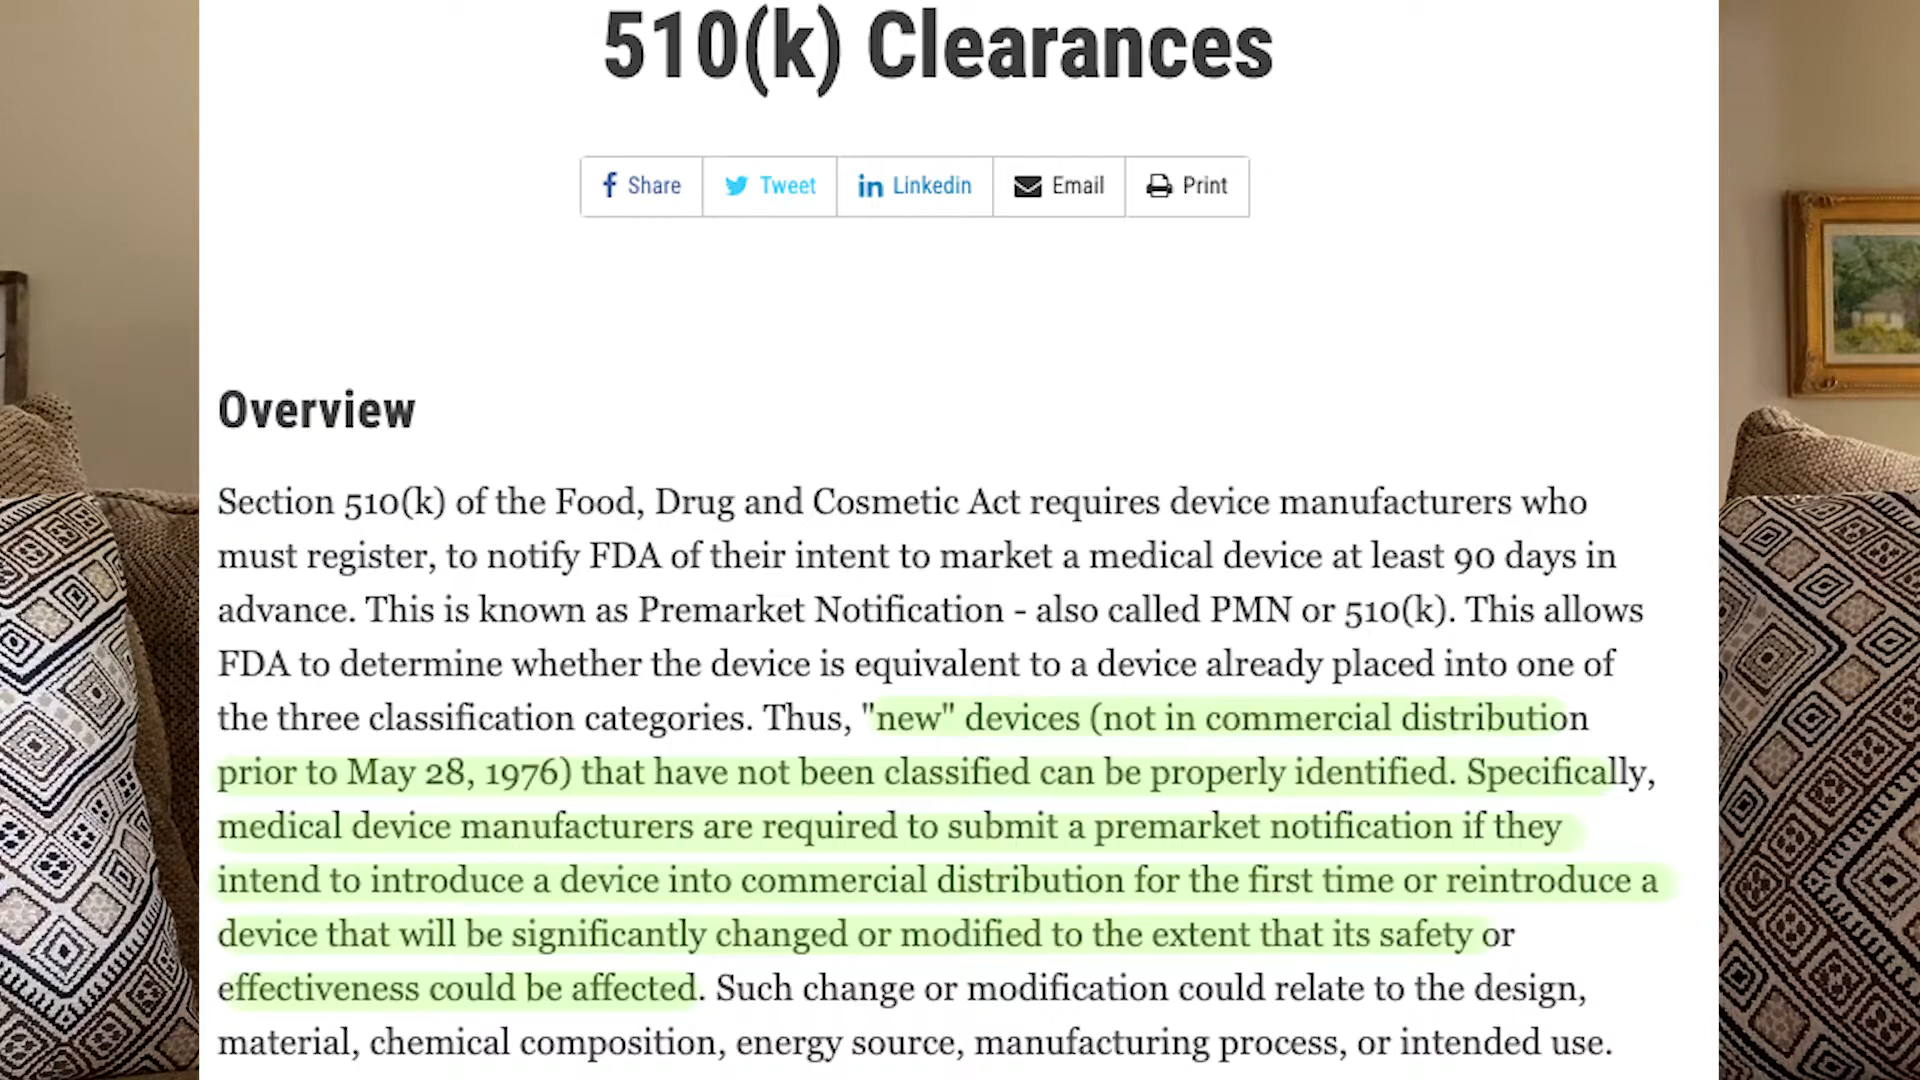 510(k) Clearances
Share Tweet Linkedin Email Print
Overview
Section 510(k) of the Food, Drug and Cosmetic Act requires device manufacturers who
must register, to notify FDA of their intent to market a medical device at least 90 days in
advance. This is known as Premarket Notification - also called PMN or 510(k). This allows
FDA to determine whether the device is equivalent to a device already placed into one of
the three classification categories. Thus, "new" devices (not in commercial distribution
prior to May 28, 1976) that have not been classified can be properly identified. Specifically,
medical device manufacturers are required to submit a premarket notification if they
intend to introduce a device into commercial distribution for the first time or reintroduce a
device that will be significantly changed or modified to the extent that its safety or
effectiveness could be affected. Such change or modification could relate to the design,
material, chemical composition, energy source, manufacturing process, or intended use.